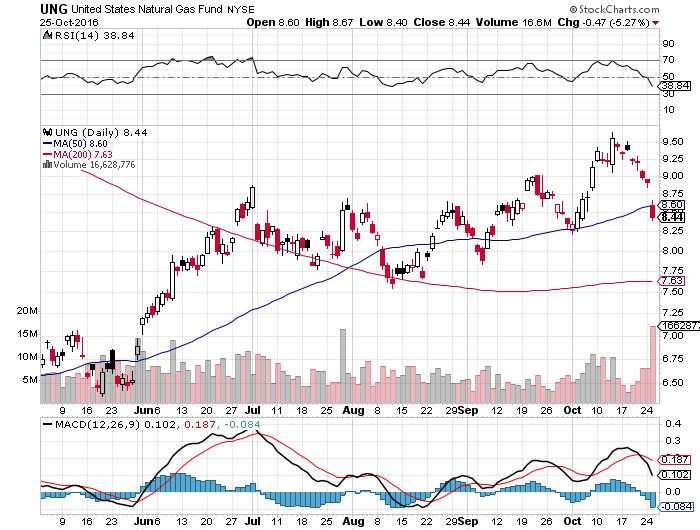 UNG United States Natural Gas Fund NYSE © StockCharts.com
25-Oct-2016 Open 8.60 High 8.67 Low 8.40 Close 8.44 Volume 16.6M Chg -0.47 (-5.27%)
RSI(14) 38.84
90
70
50
38.84
30
10
UNG (Daily) 8.44
MA(50) 8.60
MA(200) 7.63
Volume 16,628,776
9.50
9.25
9.00
8.75
8.60
8.44
8.25
8.00
7.75
7.63
7.50
7.25
7.00
6.75
6.50
20M
15M
10M
5M
1662877
9 16 23 Jun 6 13 20 27 Jul 11 18 25 Aug 8 15 22 29 Sep 12 19 26 Oct 10 17 24
MACD(12,26,9) 0.102, 0.187, -0.084
0.4
0.3
0.187
0.102
0.0
-0.084
9 16 23 Jun 6 13 20 27 Jul 11 18 25 Aug 8 15 22 29 Sep 12 19 26 Oct 10 17 24